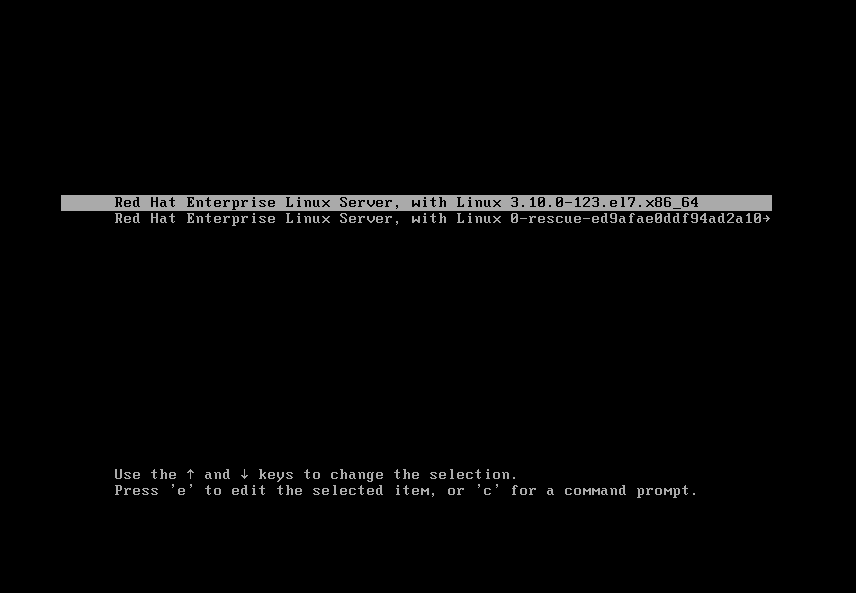 Red Hat Enterprise Linux Server, with Linux 3.10.0-123.el7.x86_64
Red Hat Enterprise Linux Server, with Linux 0-rescue-ed9afae0ddf94ad2a10→
Use the ↑ and ↓ keys to change the selection.
Press 'e' to edit the selected item, or 'c' for a command prompt.